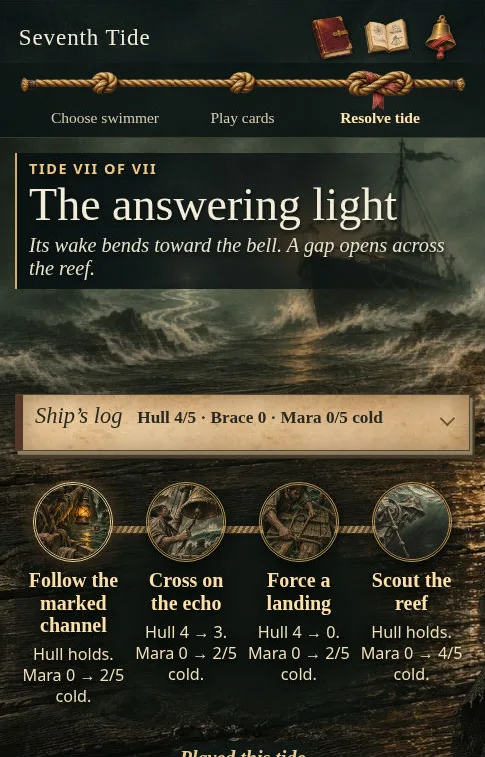 Seventh Tide
Choose swimmer
Play cards
Resolve tide
TIDE VII OF VII
The answering light
Its wake bends toward the bell. A gap opens across
the reef.
Ship’s log Hull 4/5 · Brace 0 · Mara 0/5 cold
Follow the
marked
channel
Hull holds.
Mara 0 → 2/5
cold.
Cross on
the echo
Hull 4 → 3.
Mara 0 → 2/5
cold.
Force a
landing
Hull 4 → 0.
Mara 0 → 2/5
cold.
Scout the
reef
Hull holds.
Mara 0 → 4/5
cold.
Played this tide